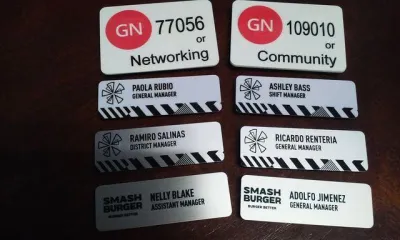 GN
77056
or
Networking
GN
109010
or
Community
PAOLA RUBIO
GENERAL MANAGER
ASHLEY BASS
SHIFT MANAGER
RAMIRO SALINAS
DISTRICT MANAGER
RICARDO RENTERIA
GENERAL MANAGER
SMASH
BURGER
BURGER BETTER
NELLY BLAKE
ASSISTANT MANAGER
SMASH
BURGER
BURGER BETTER
ADOLFO JIMENEZ
GENERAL MANAGER